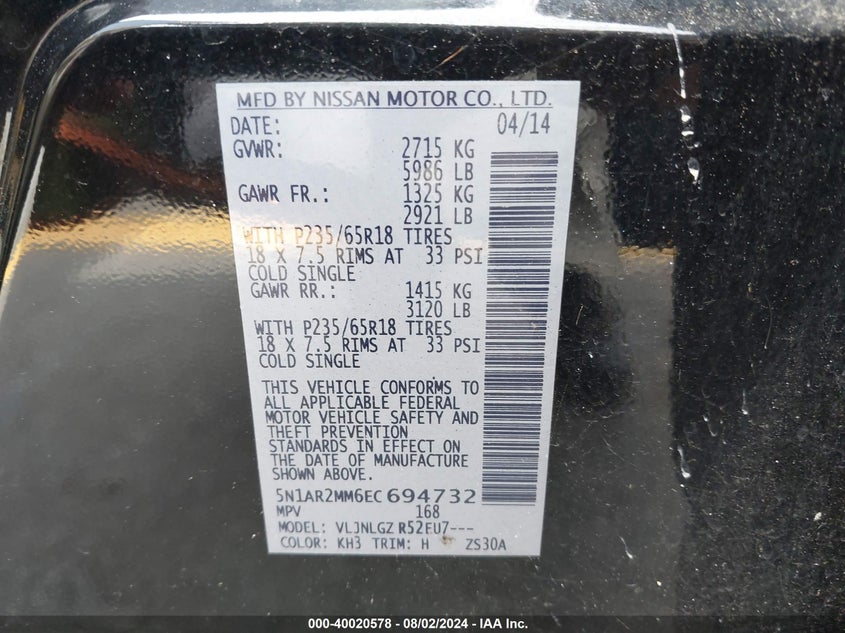 MFD BY NISSAN MOTOR CO., LTD.
DATE: 04/14
GVWR: 2715 KG
5986 LB
GAWR FR.: 1325 KG
2921 LB
WITH P235/65R18 TIRES
18 X 7.5 RIMS AT 33 PSI
COLD SINGLE
GAWR RR.: 1415 KG
3120 LB
WITH P235/65R18 TIRES
18 X 7.5 RIMS AT 33 PSI
COLD SINGLE
THIS VEHICLE CONFORMS TO
ALL APPLICABLE FEDERAL
MOTOR VEHICLE SAFETY AND
THEFT PREVENTION
STANDARDS IN EFFECT ON
THE DATE OF MANUFACTURE
SHOWN ABOVE.
5N1AR2MM6EC694732
MPV 168
MODEL: VLJNLGZ R52EU7---
COLOR: KH3 TRIM: H ZS30A
000-40020578 - 08/02/2024 - IAA Inc.